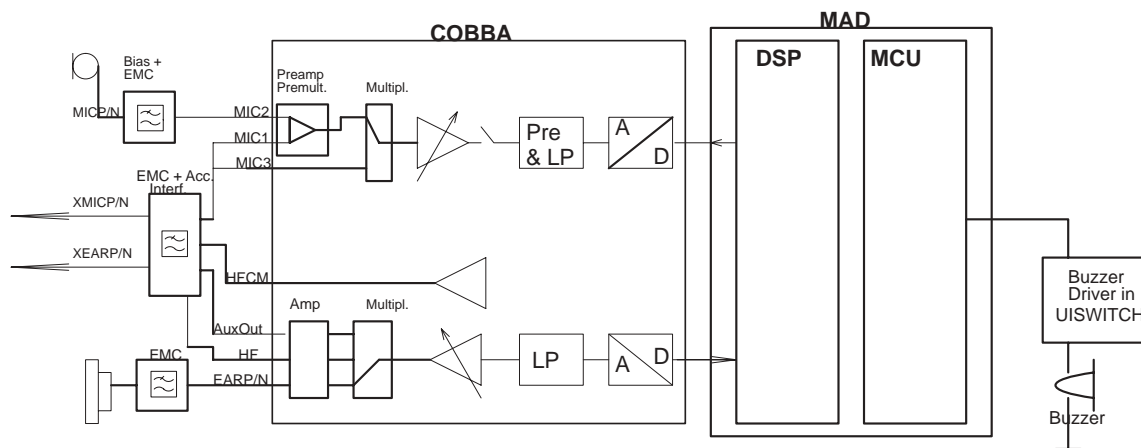 MAD
COBBA
DSP
MCU
Bias +
EMC
Preamp
Premult.
Multipl.
MICP/N
MIC2
MIC1
MIC3
Pre
& LP
A
D
EMC + Acc.
Interf.
XMICP/N
XEARP/N
HFCM
Buzzer
Driver in
UISWITCH
Amp
Multipl.
AuxOut
HF
EMC
EARP/N
LP
A
D
Buzzer